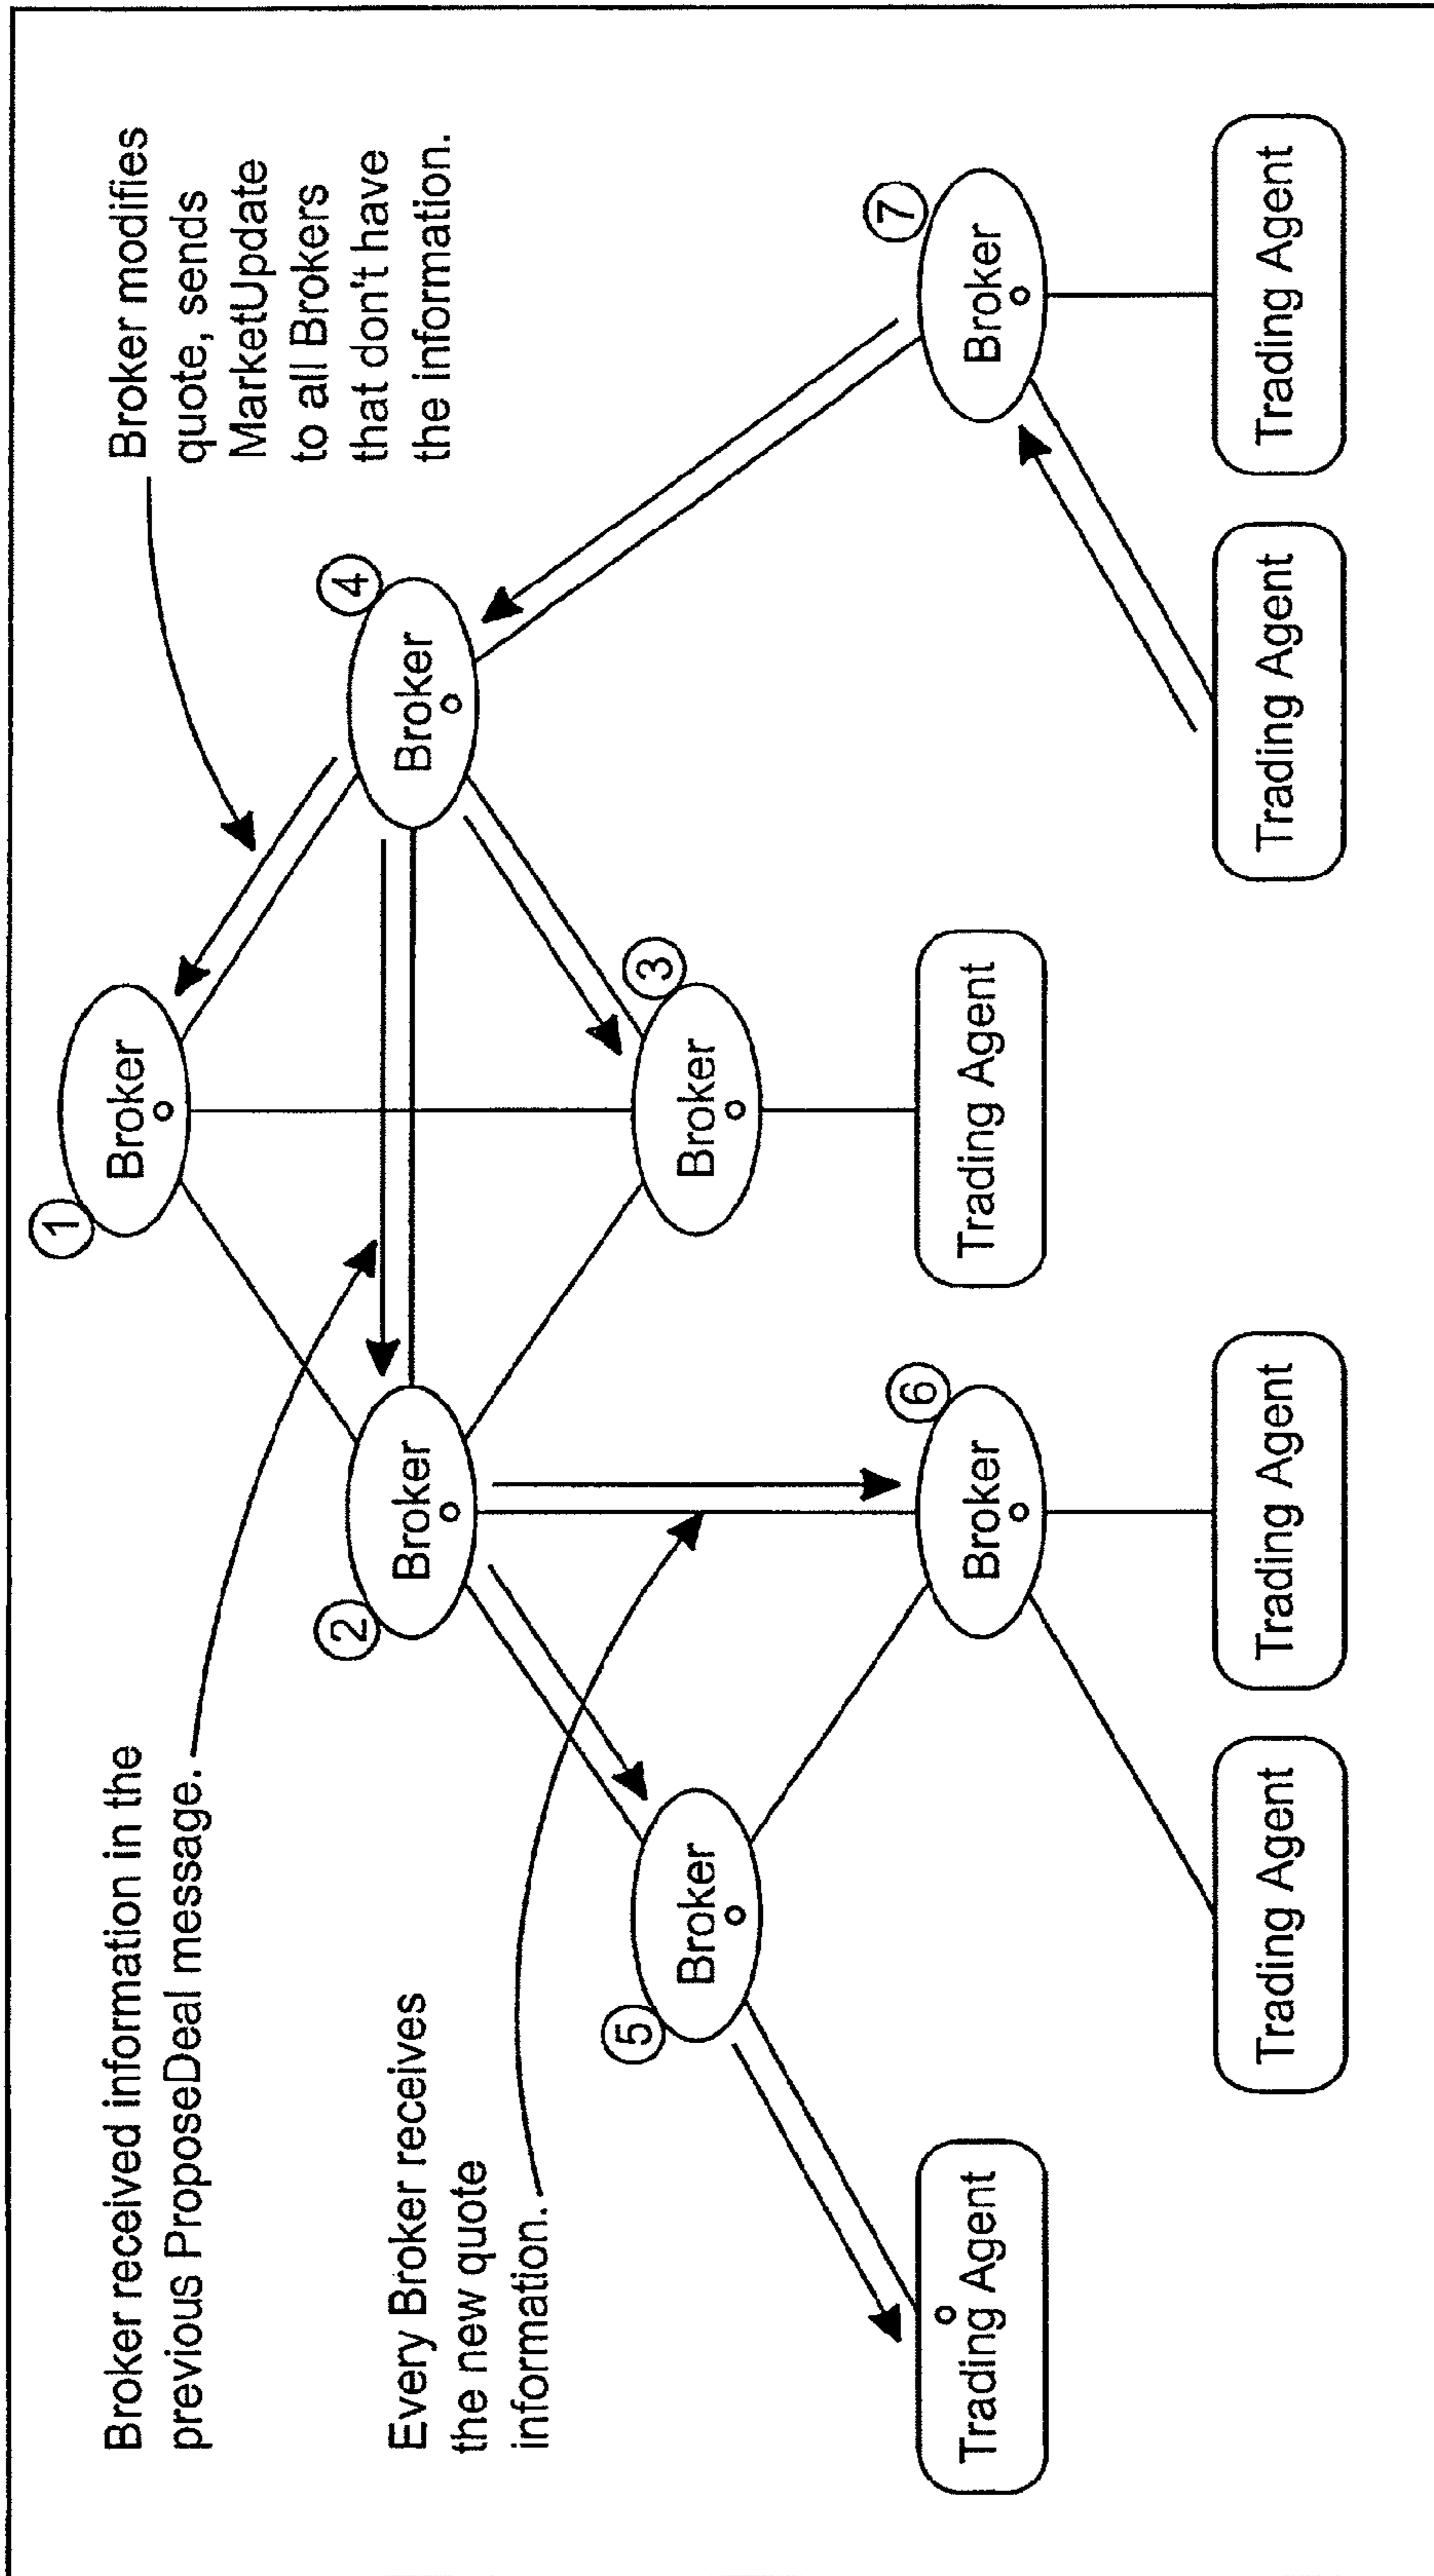 Broker received information in the
previous ProposeDeal message.
Broker modifies
quote, sends
MarketUpdate
to all Brokers
that don't have
the information.
Every Broker receives
the new quote
information.
1
Broker
2
Broker
4
Broker
3
Broker
5
Broker
6
Broker
7
Broker
Trading Agent
Trading Agent
Trading Agent
Trading Agent
Trading Agent
Trading Agent